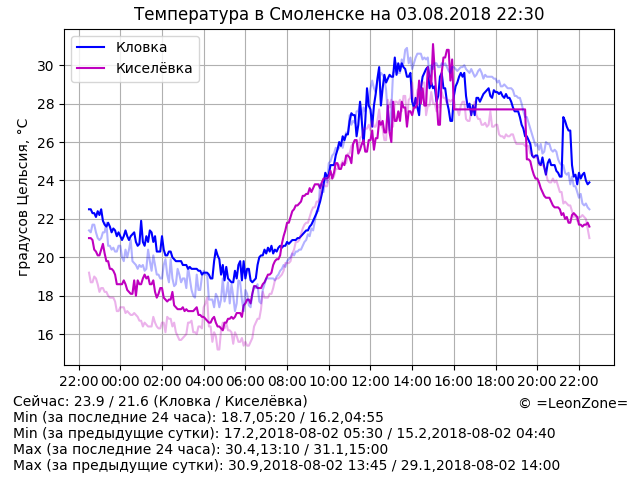 Температура в Смоленске на 03.08.2018 22:30
Кловка
Киселёвка
градусов Цельсия, °C
30
28
26
24
22
20
18
16
22:00 00:00 02:00 04:00 06:00 08:00 10:00 12:00 14:00 16:00 18:00 20:00 22:00
Сейчас: 23.9 / 21.6 (Кловка / Киселёвка)
© =LeonZone=
Min (за последние 24 часа): 18.7,05:20 / 16.2,04:55
Min (за предыдущие сутки): 17.2,2018-08-02 05:30 / 15.2,2018-08-02 04:40
Max (за последние 24 часа): 30.4,13:10 / 31.1,15:00
Max (за предыдущие сутки): 30.9,2018-08-02 13:45 / 29.1,2018-08-02 14:00